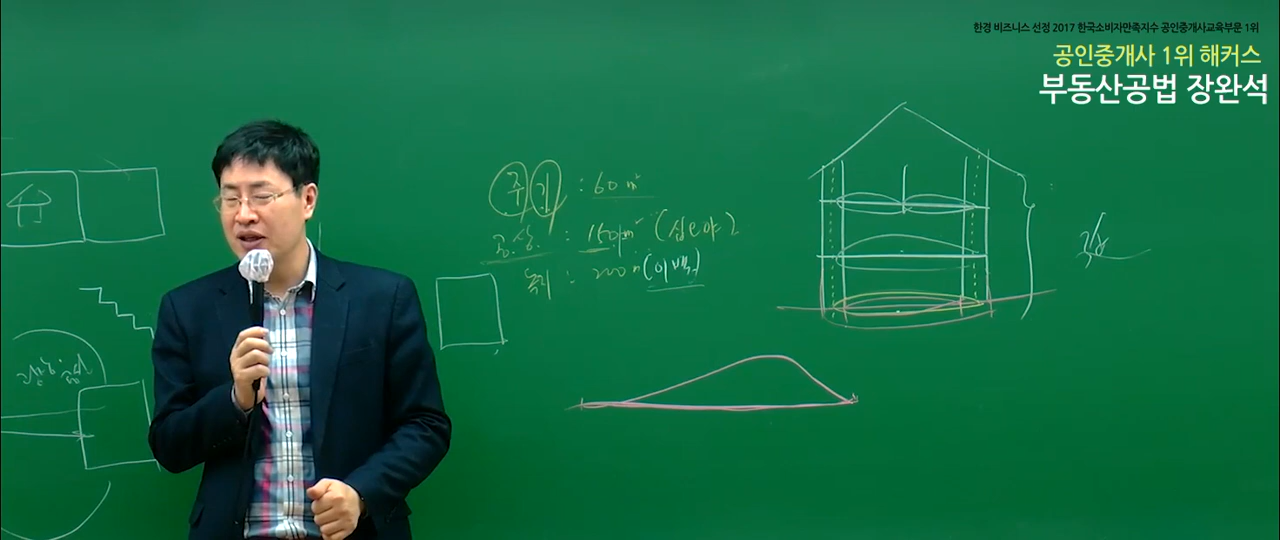 한경 비즈니스 선정 2017 한국소비자만족지수 공인중개사교육부문 1위
공인중개사 1위 해커스
부동산공법 장완석
주 기 : 60㎡
공.상. : 150㎡ (십오야)
녹지 : 200㎡ (이백)